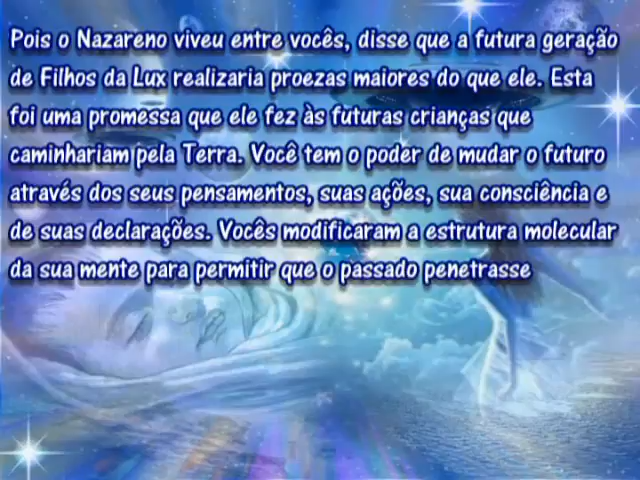 Pois o Nazareno viveu entre vocês, disse que a futura geração
de Filhos da Lux realizaria proezas maiores do que ele. Esta
foi uma promessa que ele fez às futuras crianças que
caminhariam pela Terra. Você tem o poder de mudar o futuro
através dos seus pensamentos, suas ações, sua consciência e
de suas declarações. Vocês modificaram a estrutura molecular
da sua mente para permitir que o passado penetrasse